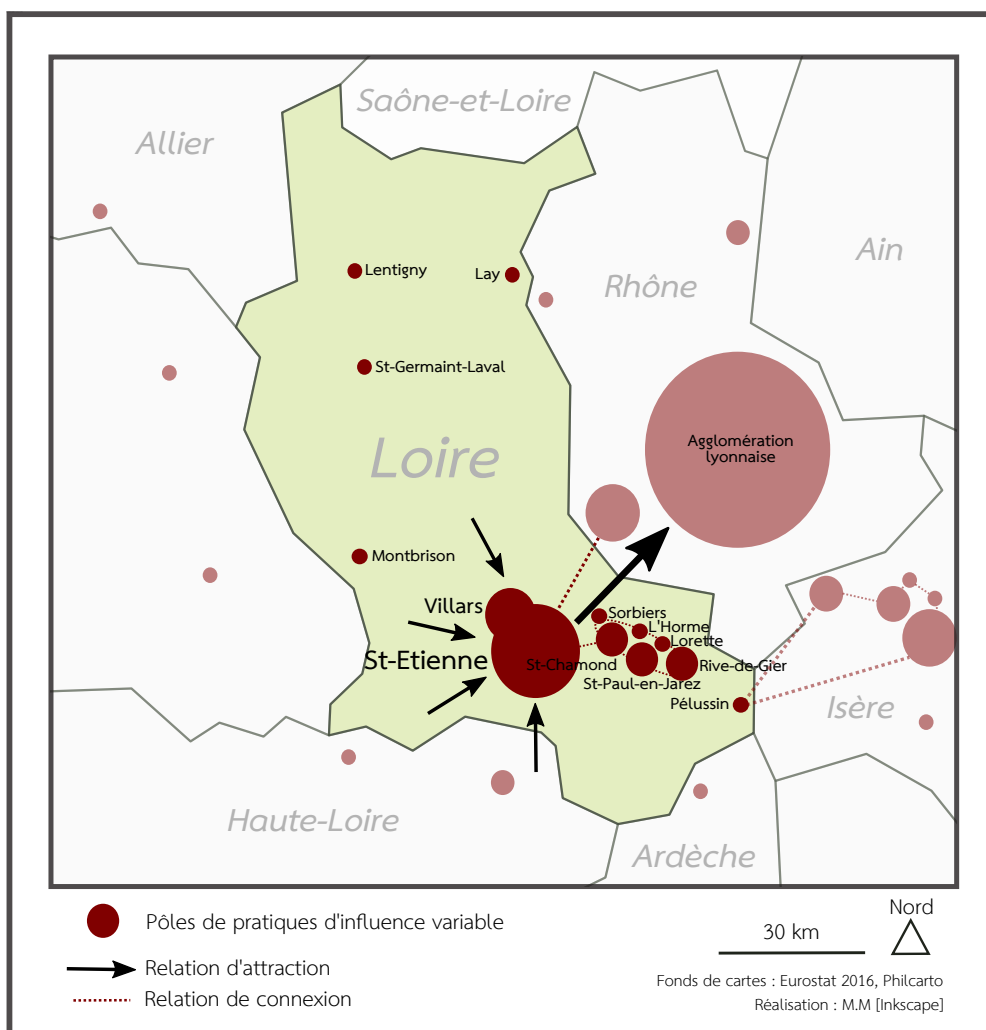 Saône-et-Loire
Allier
Ain
Lentigny
Lay
Rhône
St-Germaint-Laval
Loire
Agglomération
lyonnaise
Montbrison
Villars
Sorbiers
L'Horme
Lorette
St-Etienne
St-Chamond
Rive-de-Gier
St-Paul-en-Jarez
Pélussin
Isère
Haute-Loire
Ardèche
Pôles de pratiques d'influence variable
Relation d'attraction
Relation de connexion
30 km
Nord
Fonds de cartes : Eurostat 2016, Philcarto
Réalisation : M.M [Inkscape]